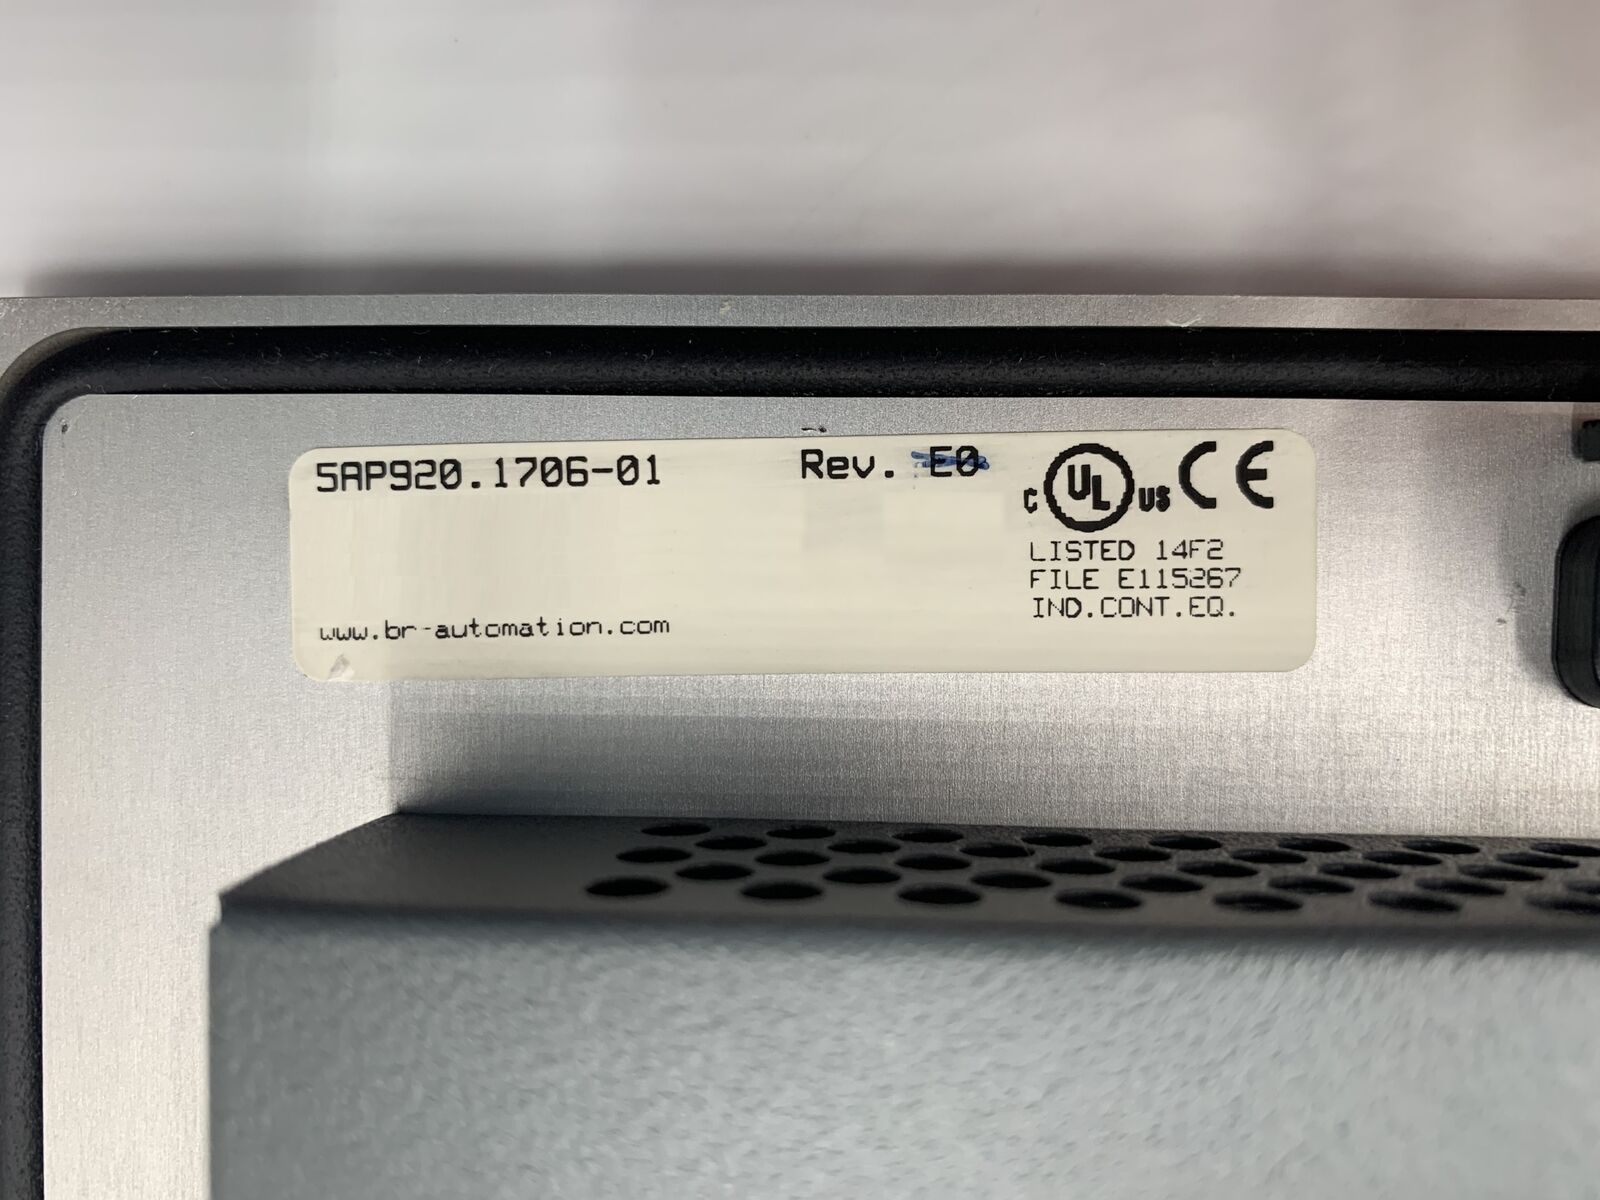 5AP920.1706-01 Rev. E0
C UL US CE
LISTED 14F2
FILE E115267
IND.CONT.EQ.
www.br-automation.com